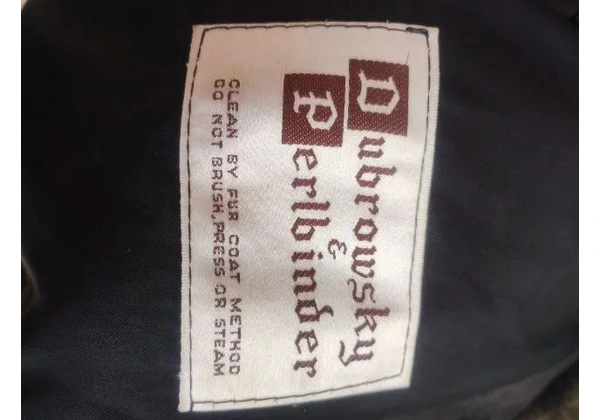 Dubrowsky
&
Perlbinder
CLEAN BY FUR COAT METHOD
DO NOT BRUSH, PRESS OR STEAM